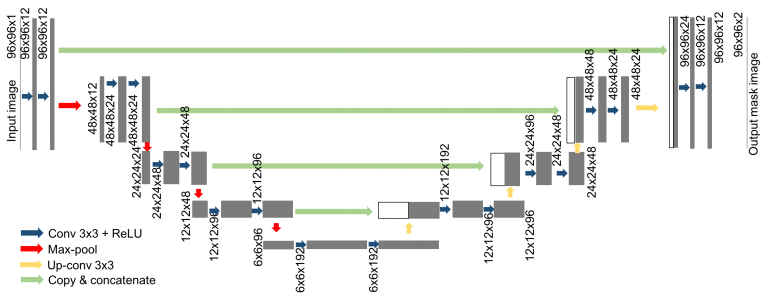 Input image
96x96x1
96x96x12
96x96x12
48x48x12
48x48x24
48x48x24
24x24x24
24x24x48
24x24x48
12x12x48
12x12x96
12x12x96
6x6x96
6x6x192
6x6x192
12x12x192
12x12x96
12x12x96
24x24x96
24x24x48
24x24x48
48x48x48
48x48x24
48x48x24
96x96x24
96x96x12
96x96x12
96x96x2
Output mask image
Conv 3x3 + ReLU
Max-pool
Up-conv 3x3
Copy & concatenate